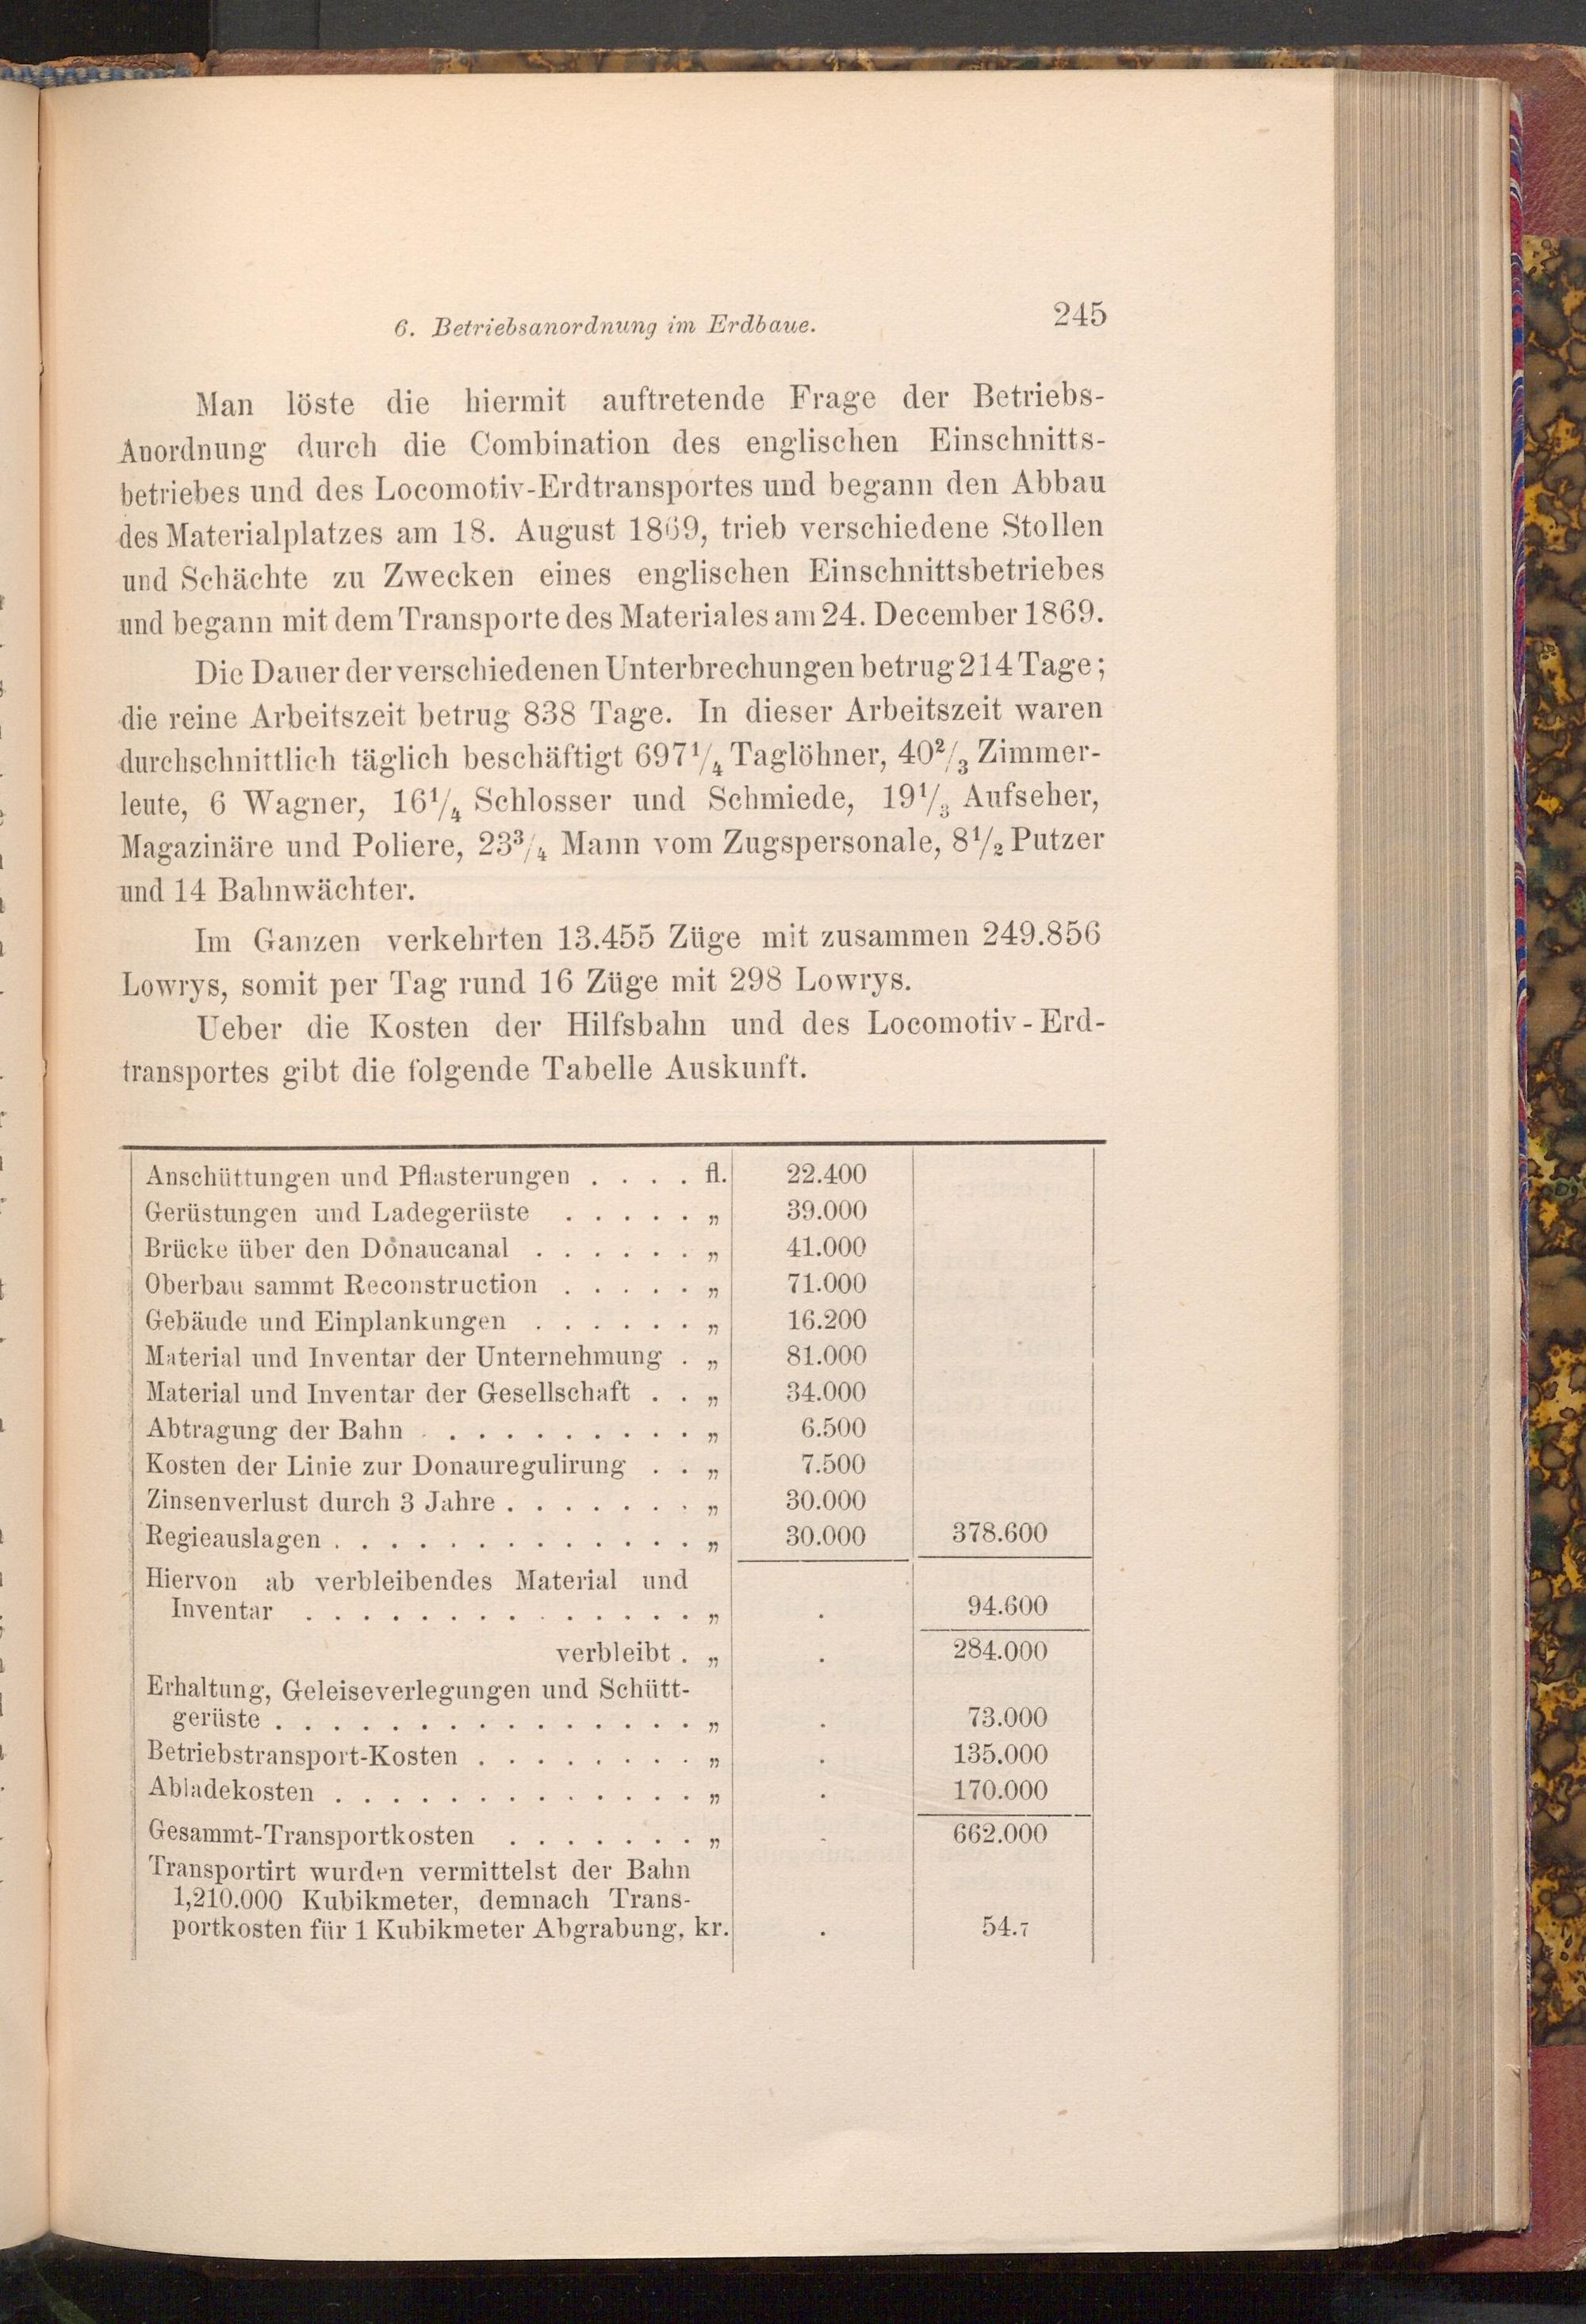 6. Betriebsanordnung im Erdbaue. 245
Man löste die hiermit auftretende Frage der Betriebs-
Anordnung durch die Combination des englischen Einschnitts-
betriebes und des Locomotiv-Erdtransportes und begann den Abbau
des Materialplatzes am 18. August 1869, trieb verschiedene Stollen
und Schächte zu Zwecken eines englischen Einschnittsbetriebes
und begann mit dem Transporte des Materiales am 24. December 1869.
Die Dauer der verschiedenen Unterbrechungen betrug 214 Tage;
die reine Arbeitszeit betrug 838 Tage. In dieser Arbeitszeit waren
durchschnittlich täglich beschäftigt 697¹/₄ Taglöhner, 40²/₃ Zimmer-
leute, 6 Wagner, 16¹/₄ Schlosser und Schmiede, 19¹/₃ Aufseher,
Magazinäre und Poliere, 23³/₄ Mann vom Zugspersonale, 8¹/₂ Putzer
und 14 Bahnwächter.
Im Ganzen verkehrten 13.455 Züge mit zusammen 249.856
Lowrys, somit per Tag rund 16 Züge mit 298 Lowrys.
Ueber die Kosten der Hilfsbahn und des Locomotiv-Erd-
transportes gibt die folgende Tabelle Auskunft.
Anschüttungen und Pflasterungen . . . . fl. 22.400
Gerüstungen und Ladegerüste . . . . . „ 39.000
Brücke über den Donaucanal . . . . . . „ 41.000
Oberbau sammt Reconstruction . . . . . „ 71.000
Gebäude und Einplankungen . . . . . . „ 16.200
Material und Inventar der Unternehmung . „ 81.000
Material und Inventar der Gesellschaft . . „ 34.000
Abtragung der Bahn . . . . . . . . . . „ 6.500
Kosten der Linie zur Donauregulirung . . „ 7.500
Zinsenverlust durch 3 Jahre . . . . . . . „ 30.000
Regieauslagen . . . . . . . . . . . . . „ 30.000 378.600
Hiervon ab verbleibendes Material und
Inventar . . . . . . . . . . . . . . „ . 94.600
verbleibt . „ . 284.000
Erhaltung, Geleiseverlegungen und Schütt-
gerüste . . . . . . . . . . . . . . . „ . 73.000
Betriebstransport-Kosten . . . . . . . . „ . 135.000
Abladekosten . . . . . . . . . . . . . „ . 170.000
Gesammt-Transportkosten . . . . . . . „ . 662.000
Transportirt wurden vermittelst der Bahn
1,210.000 Kubikmeter, demnach Trans-
portkosten für 1 Kubikmeter Abgrabung, kr. . 54.7